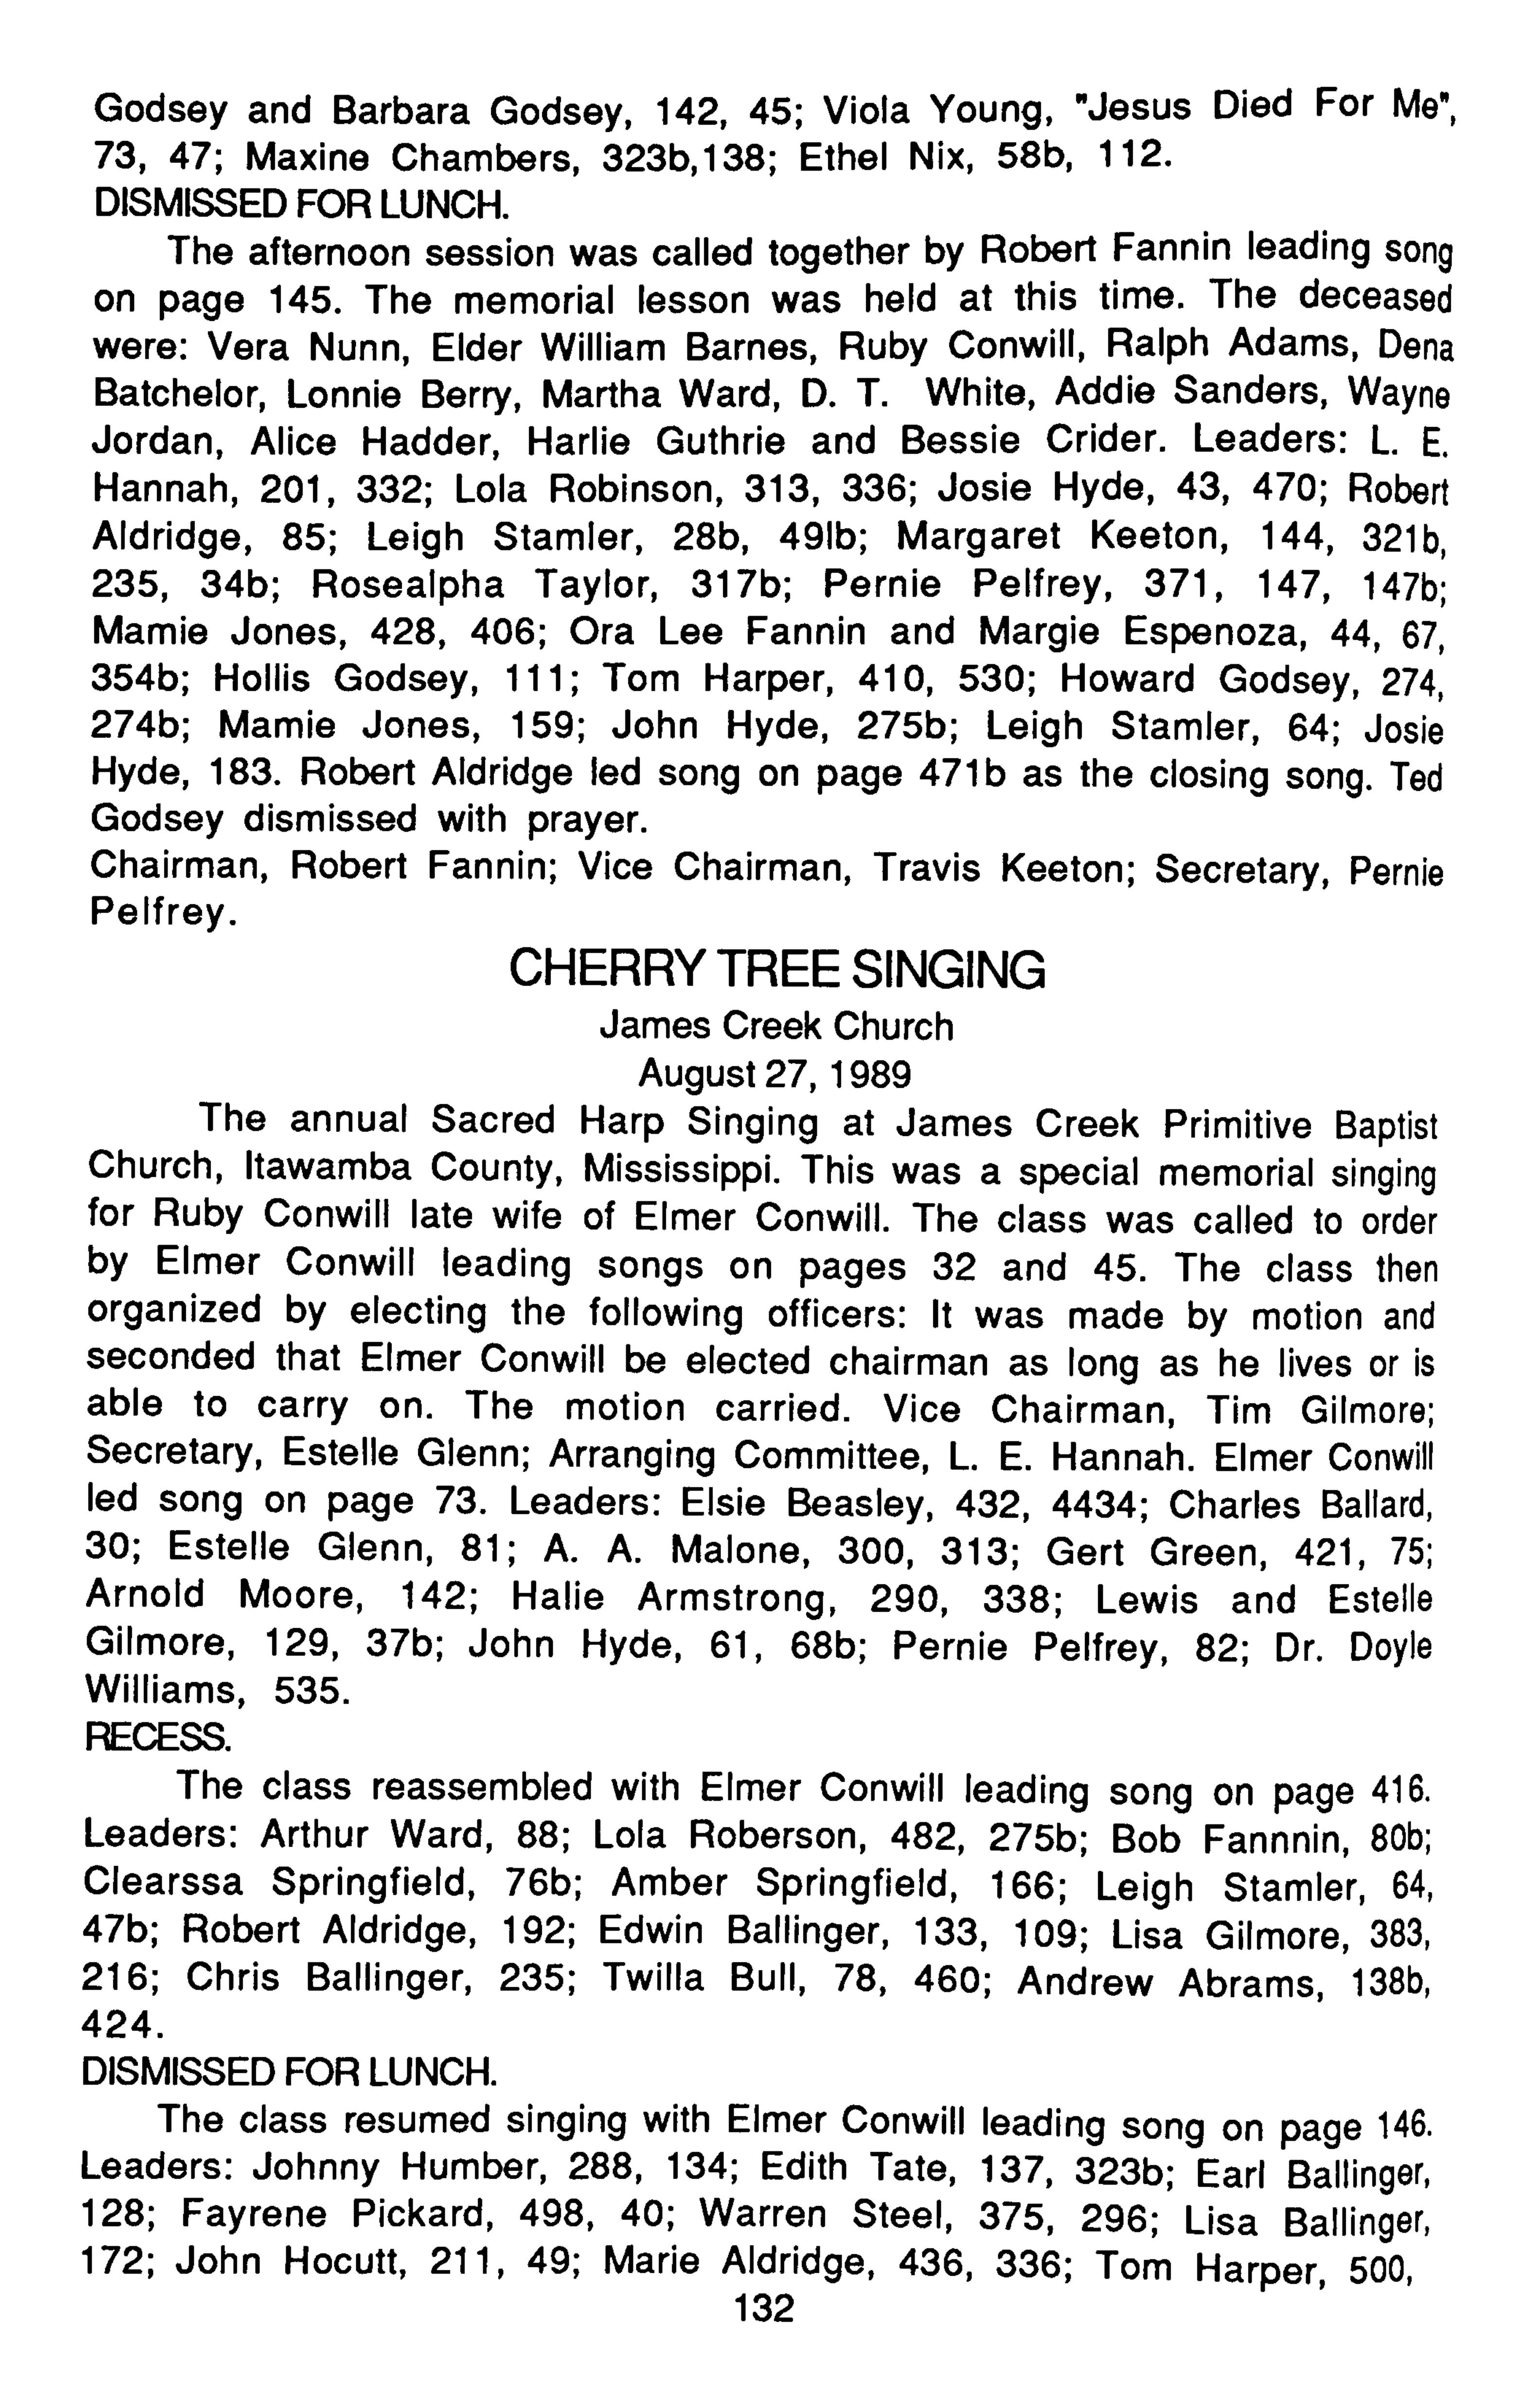 Godsey and Barbara Godsey, 142, 45; Viola Young, "Jesus Died For Me",
73, 47; Maxine Chambers, 323b,138; Ethel Nix, 58b, 112.
DISMISSED FOR LUNCH.
The afternoon session was called together by Robert Fannin leading song
on page 145. The memorial lesson was held at this time. The deceased
were: Vera Nunn, Elder William Barnes, Ruby Conwill, Ralph Adams, Dena
Batchelor, Lonnie Berry, Martha Ward, D. T. White, Addie Sanders, Wayne
Jordan, Alice Hadder, Harlie Guthrie and Bessie Crider. Leaders: L. E.
Hannah, 201, 332; Lola Robinson, 313, 336; Josie Hyde, 43, 470; Robert
Aldridge, 85; Leigh Stamler, 28b, 49lb; Margaret Keeton, 144, 321b,
235, 34b; Rosealpha Taylor, 317b; Pernie Pelfrey, 371, 147, 147b;
Mamie Jones, 428, 406; Ora Lee Fannin and Margie Espenoza, 44, 67,
354b; Hollis Godsey, 111; Tom Harper, 410, 530; Howard Godsey, 274,
274b; Mamie Jones, 159; John Hyde, 275b; Leigh Stamler, 64; Josie
Hyde, 183. Robert Aldridge led song on page 471b as the closing song. Ted
Godsey dismissed with prayer.
Chairman, Robert Fannin; Vice Chairman, Travis Keeton; Secretary, Pernie
Pelfrey.
CHERRY TREE SINGING
James Creek Church
August 27, 1989
The annual Sacred Harp Singing at James Creek Primitive Baptist
Church, Itawamba County, Mississippi. This was a special memorial singing
for Ruby Conwill late wife of Elmer Conwill. The class was called to order
by Elmer Conwill leading songs on pages 32 and 45. The class then
organized by electing the following officers: It was made by motion and
seconded that Elmer Conwill be elected chairman as long as he lives or is
able to carry on. The motion carried. Vice Chairman, Tim Gilmore;
Secretary, Estelle Glenn; Arranging Committee, L. E. Hannah. Elmer Conwill
led song on page 73. Leaders: Elsie Beasley, 432, 4434; Charles Ballard,
30; Estelle Glenn, 81; A. A. Malone, 300, 313; Gert Green, 421, 75;
Arnold Moore, 142; Halie Armstrong, 290, 338; Lewis and Estelle
Gilmore, 129, 37b; John Hyde, 61, 68b; Pernie Pelfrey, 82; Dr. Doyle
Williams, 535.
RECESS.
The class reassembled with Elmer Conwill leading song on page 416.
Leaders: Arthur Ward, 88; Lola Roberson, 482, 275b; Bob Fannnin, 80b;
Clearssa Springfield, 76b; Amber Springfield, 166; Leigh Stamler, 64,
47b; Robert Aldridge, 192; Edwin Ballinger, 133, 109; Lisa Gilmore, 383,
216; Chris Ballinger, 235; Twilla Bull, 78, 460; Andrew Abrams, 138b,
424.
DISMISSED FOR LUNCH.
The class resumed singing with Elmer Conwill leading song on page 146.
Leaders: Johnny Humber, 288, 134; Edith Tate, 137, 323b; Earl Ballinger,
128; Fayrene Pickard, 498, 40; Warren Steel, 375, 296; Lisa Ballinger,
172; John Hocutt, 211, 49; Marie Aldridge, 436, 336; Tom Harper, 500,
132